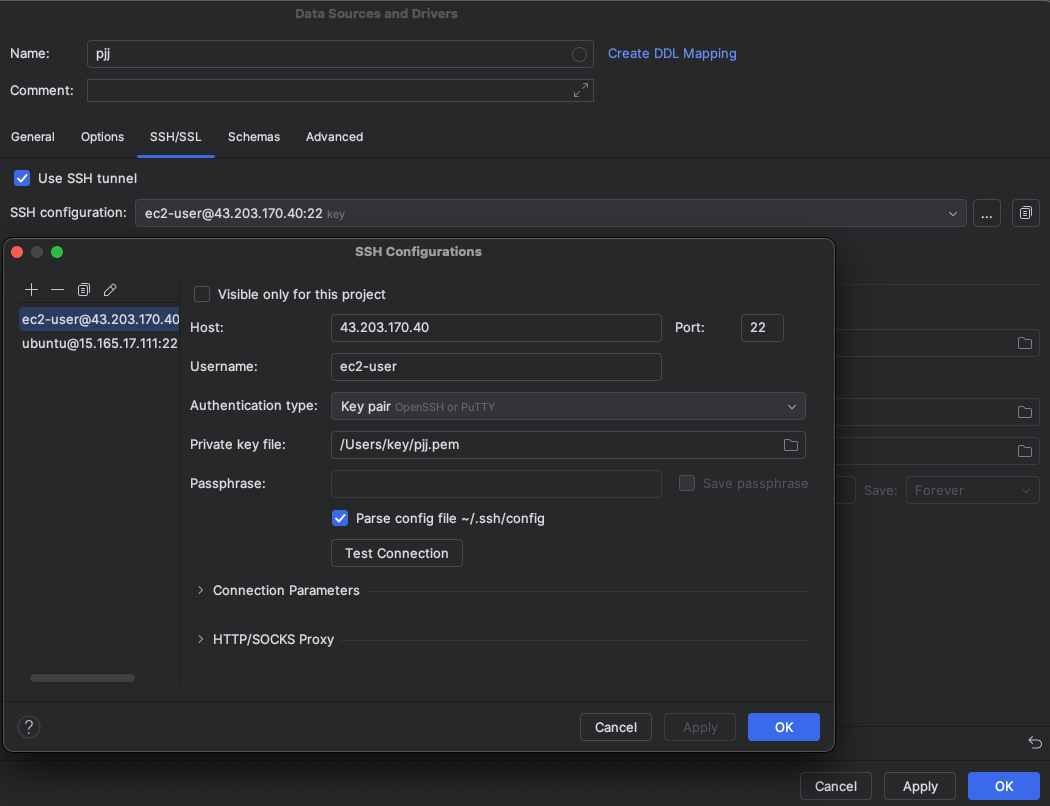 Data Sources and Drivers
Name: pjj Create DDL Mapping
Comment:
General Options SSH/SSL Schemas Advanced
Use SSH tunnel
SSH configuration: ec2-user@43.203.170.40:22 key ...
SSH Configurations
Visible only for this project
ec2-user@43.203.170.40
ubuntu@15.165.17.111:22
Host: 43.203.170.40 Port: 22
Username: ec2-user
Authentication type: Key pair OpenSSH or PuTTY
Private key file: /Users/key/pjj.pem
Passphrase: Save passphrase
Save: Forever
Parse config file ~/.ssh/config
Test Connection
Connection Parameters
HTTP/SOCKS Proxy
? Cancel Apply OK
Cancel Apply OK